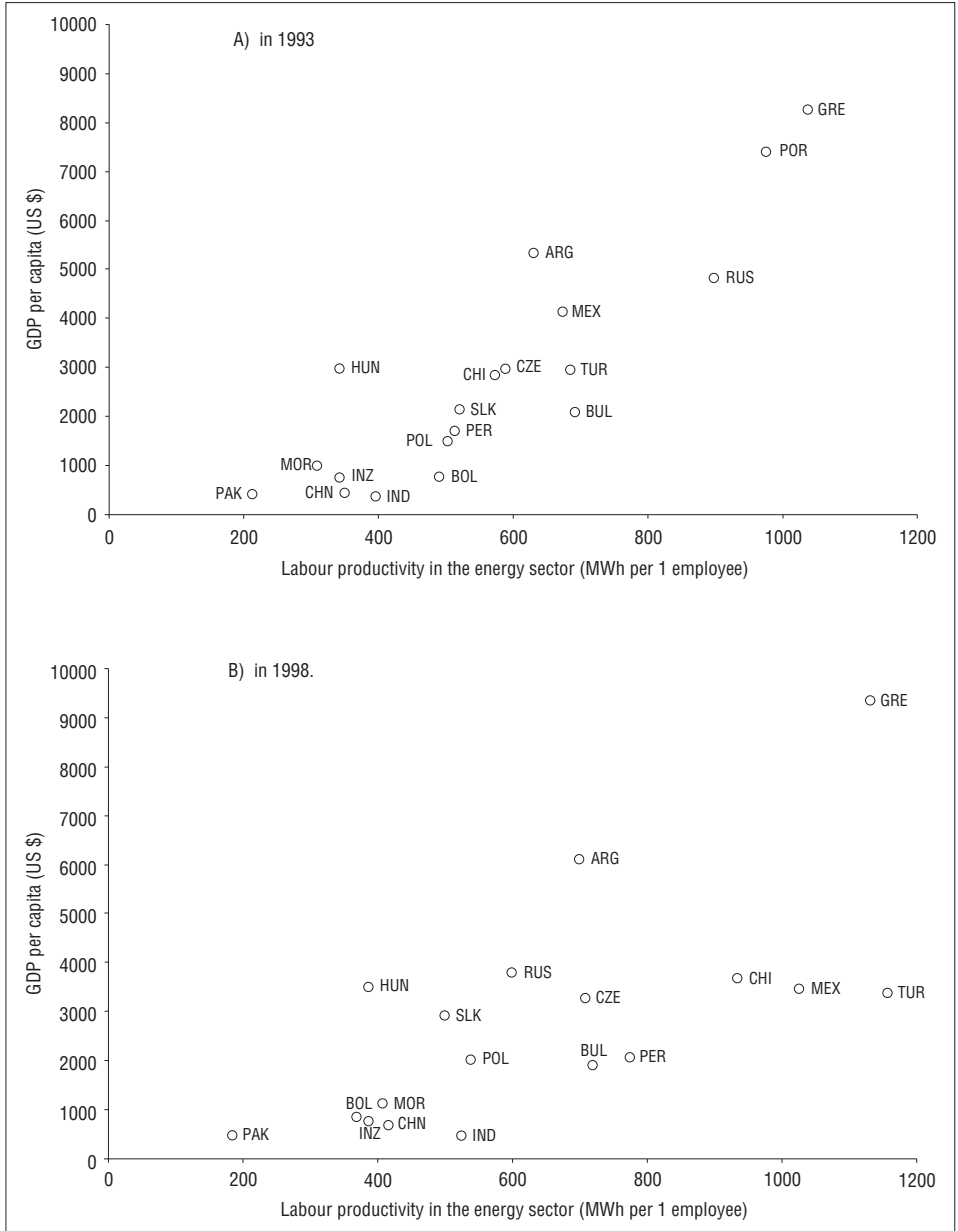 A) in 1993
GDP per capita (US $)
10000
9000
8000
7000
6000
5000
4000
3000
2000
1000
0
GRE
POR
ARG
RUS
MEX
HUN
CHI
CZE
TUR
SLK
BUL
PER
POL
MOR
INZ
BOL
PAK
CHN
IND
0 200 400 600 800 1000 1200
Labour productivity in the energy sector (MWh per 1 employee)
B) in 1998.
GDP per capita (US $)
10000
9000
8000
7000
6000
5000
4000
3000
2000
1000
0
GRE
ARG
RUS
HUN
CZE
CHI
MEX
TUR
SLK
POL
BUL
PER
BOL
MOR
INZ
CHN
PAK
IND
0 200 400 600 800 1000 1200
Labour productivity in the energy sector (MWh per 1 employee)